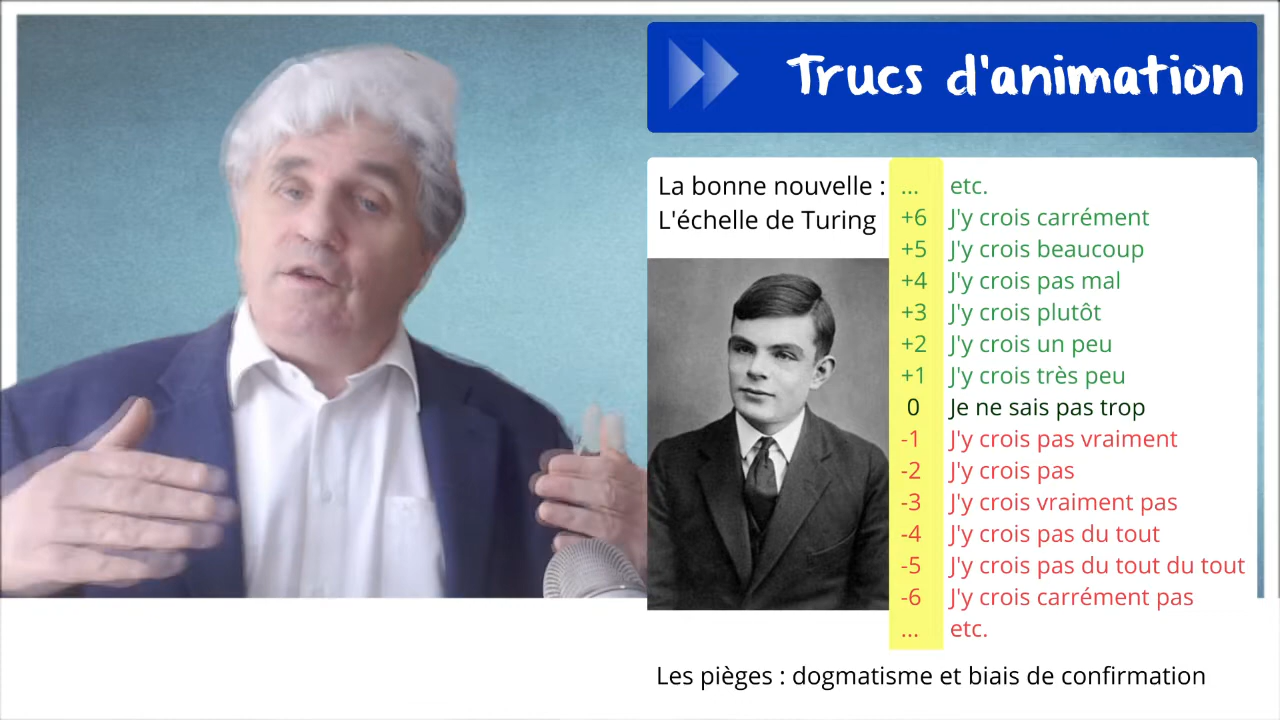 Trucs d'animation
La bonne nouvelle :
L'échelle de Turing
... etc.
+6 J'y crois carrément
+5 J'y crois beaucoup
+4 J'y crois pas mal
+3 J'y crois plutôt
+2 J'y crois un peu
+1 J'y crois très peu
0 Je ne sais pas trop
-1 J'y crois pas vraiment
-2 J'y crois pas
-3 J'y crois vraiment pas
-4 J'y crois pas du tout
-5 J'y crois pas du tout du tout
-6 J'y crois carrément pas
... etc.
Les pièges : dogmatisme et biais de confirmation